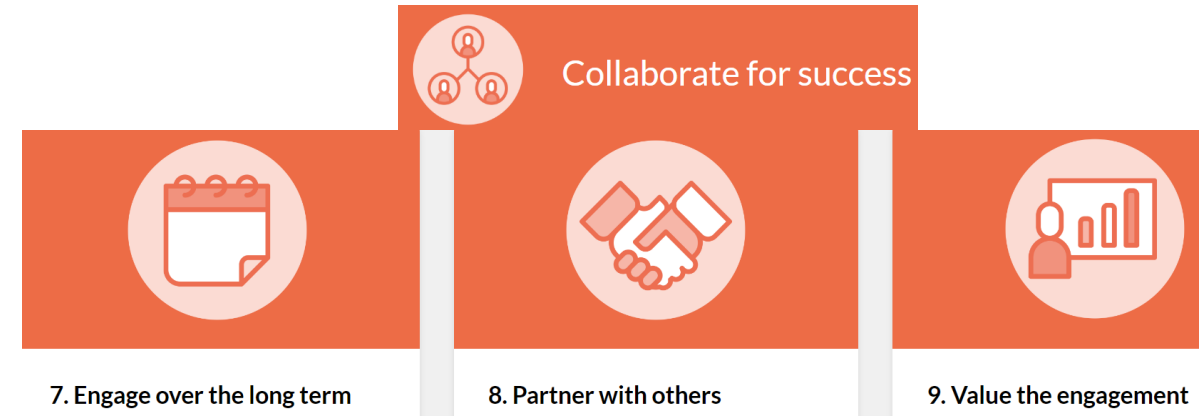 Collaborate for success
7. Engage over the long term
8. Partner with others
9. Value the engagement